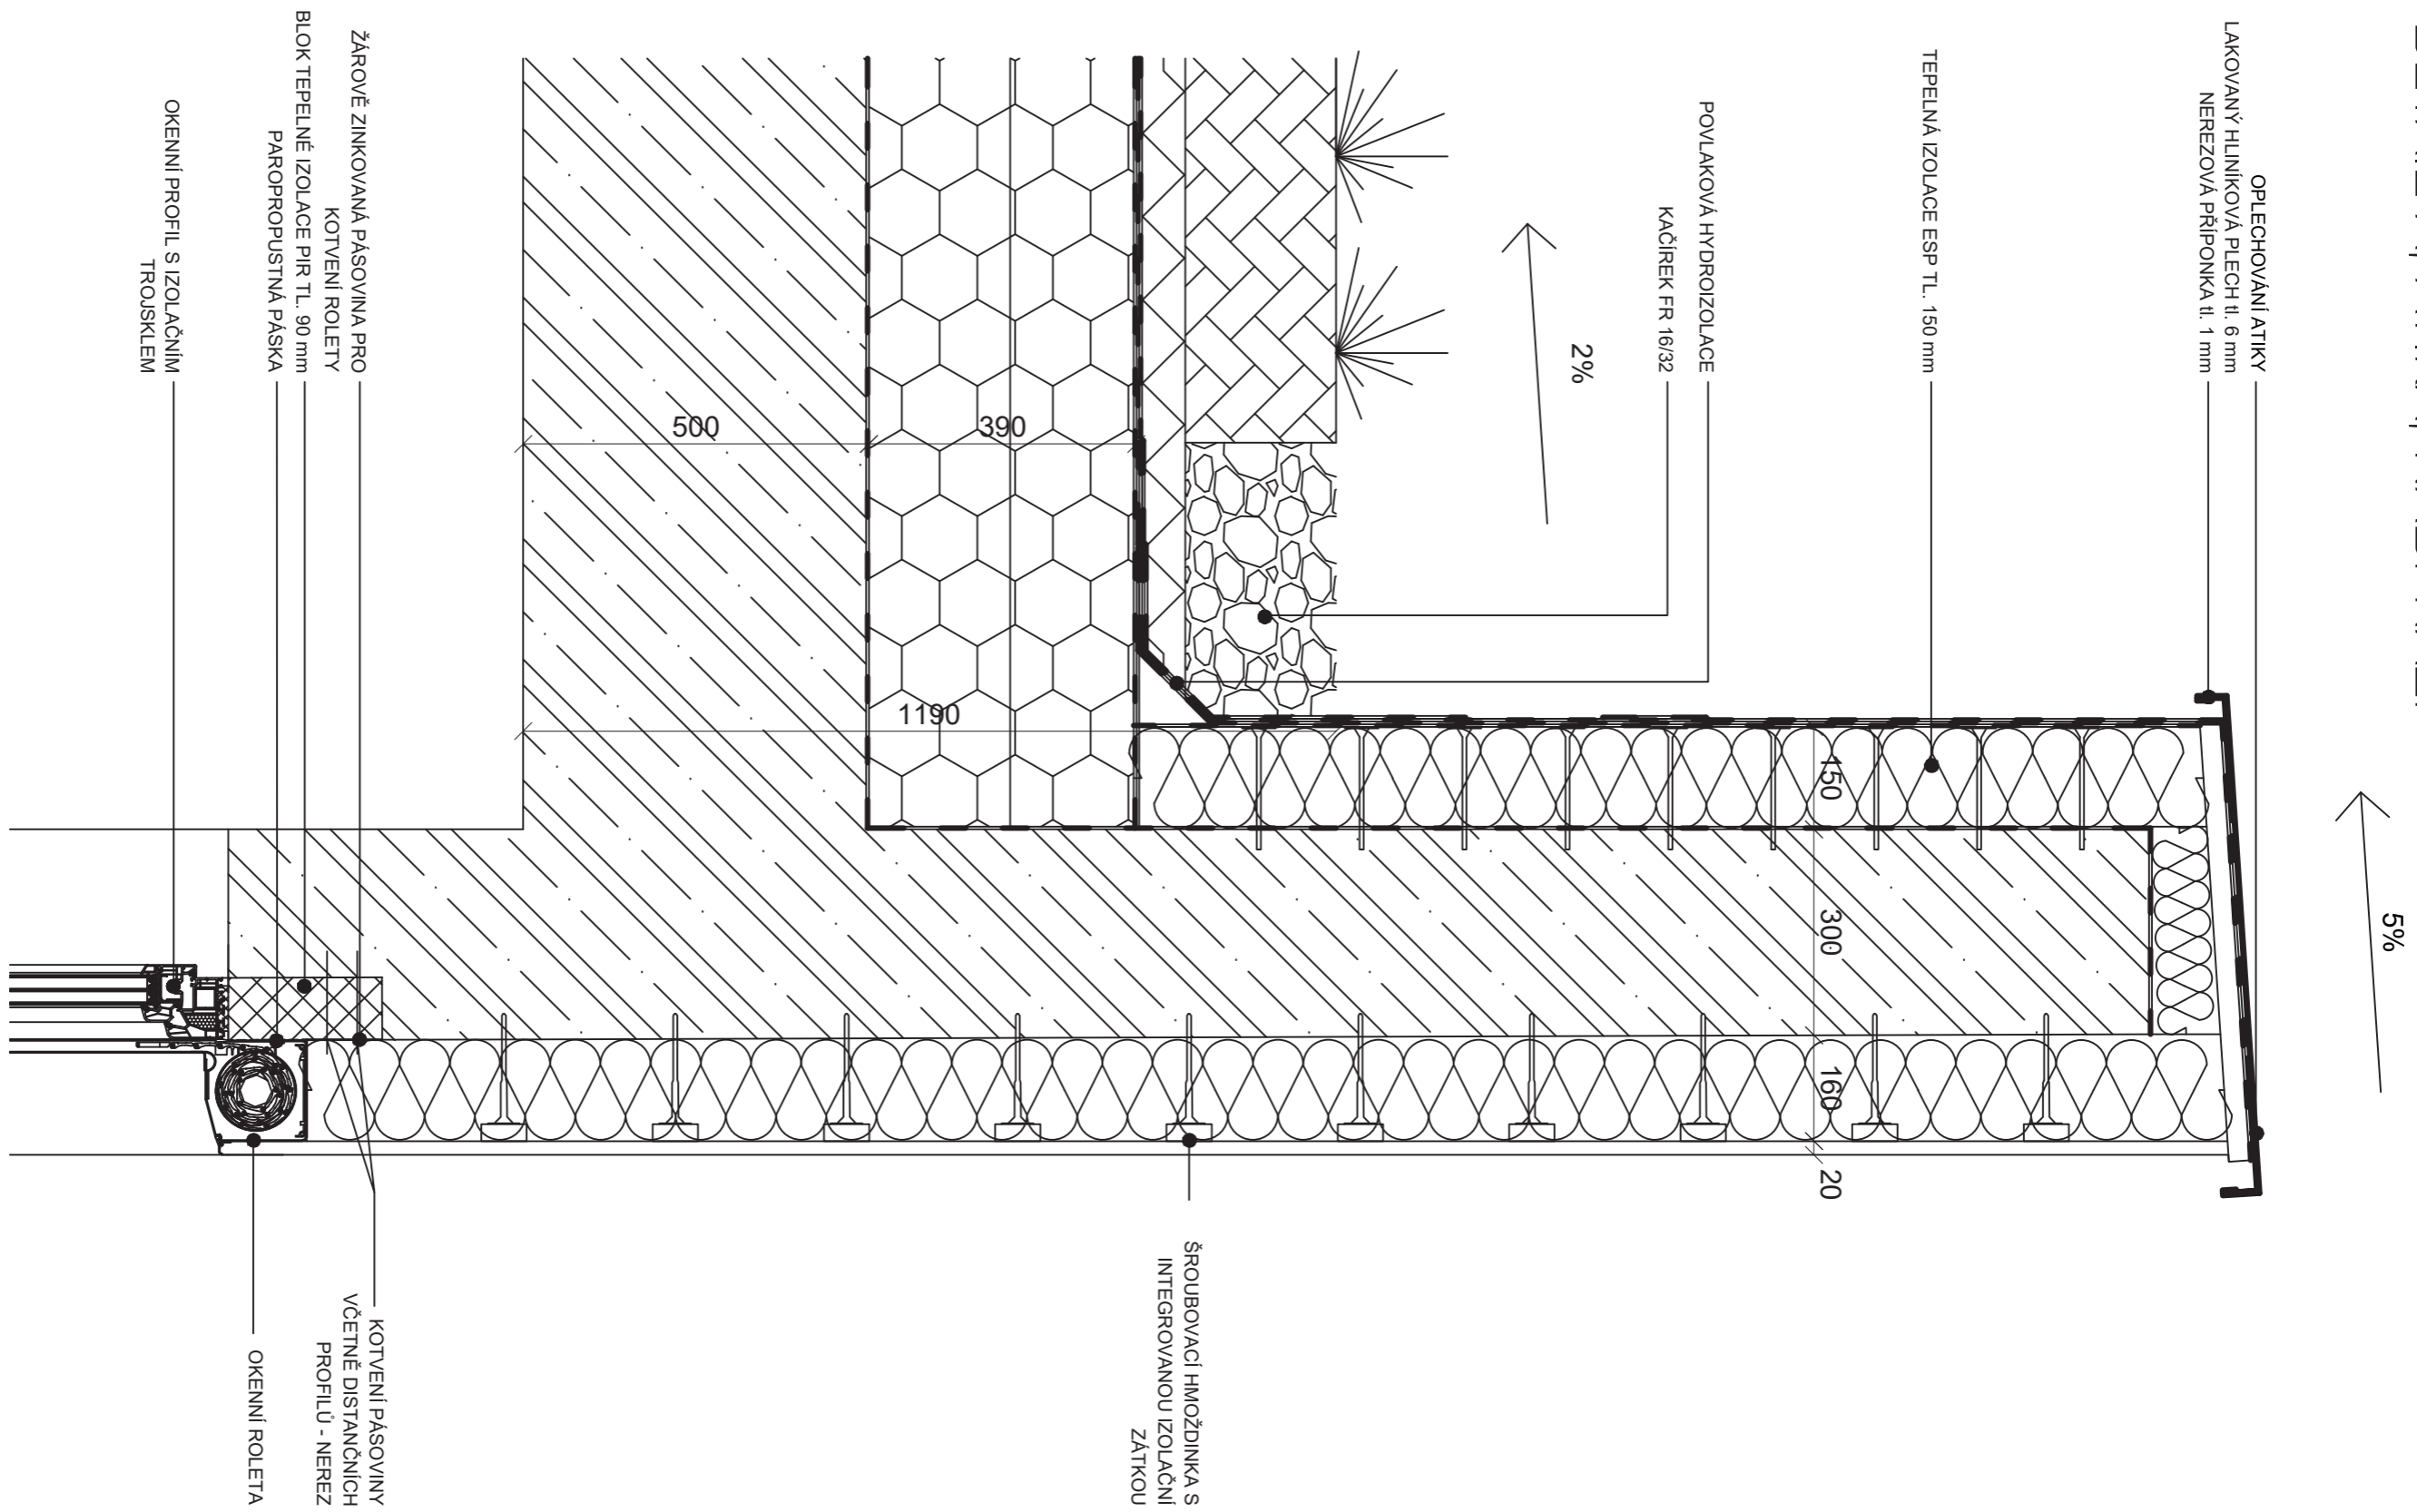 OPLECHOVÁNÍ ATIKY
LAKOVANÝ HLINÍKOVÁ PLECH tl. 6 mm
NEREZOVÁ PŘÍPONKA tl. 1 mm
TEPELNÁ IZOLACE ESP TL. 150 mm
POVLAKOVÁ HYDROIZOLACE
KAČÍREK FR 16/32
2%
5%
500
390
1190
150
300
160
20
ŽÁROVĚ ZINKOVANÁ PÁSOVINA PRO
KOTVENÍ ROLETY
BLOK TEPELNÉ IZOLACE PIR TL. 90 mm
PAROPROPUSTNÁ PÁSKA
OKENNÍ PROFIL S IZOLAČNÍM
TROJSKLEM
ŠROUBOVACÍ HMOŽDINKA S
INTEGROVANOU IZOLAČNÍ
ZÁTKOU
KOTVENÍ PÁSOVINY
VČETNĚ DISTANČNÍCH
PROFILŮ - NEREZ
OKENNÍ ROLETA